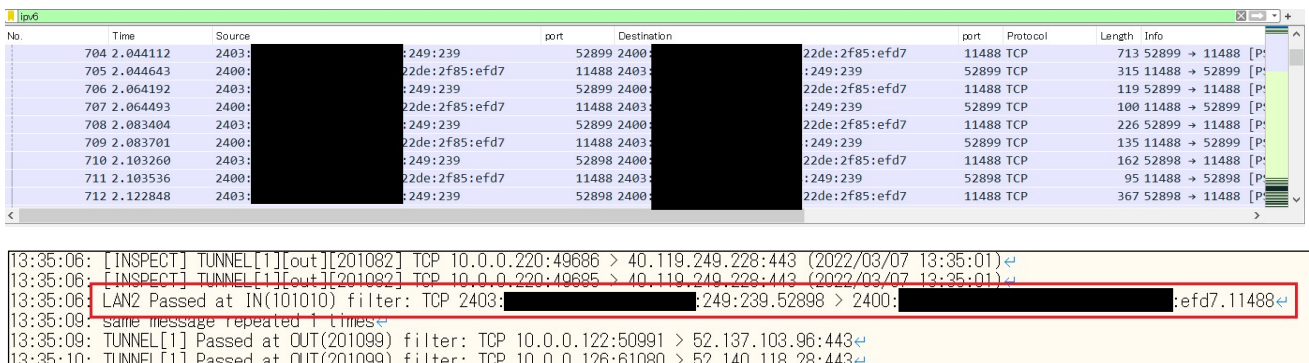 ipv6
+
No. Time Source port Destination port Protocol Length Info
704 2.044112 2403: :249:239 52899 2400: 22de:2f85:efd7 11488 TCP 713 52899 → 11488 [P
705 2.044643 2400: 22de:2f85:efd7 11488 2403: :249:239 52899 TCP 315 11488 → 52899 [P
706 2.064192 2403: :249:239 52899 2400: 22de:2f85:efd7 11488 TCP 119 52899 → 11488 [P
707 2.064493 2400: 22de:2f85:efd7 11488 2403: :249:239 52899 TCP 100 11488 → 52899 [P
708 2.083404 2403: :249:239 52899 2400: 22de:2f85:efd7 11488 TCP 226 52899 → 11488 [P
709 2.083701 2400: 22de:2f85:efd7 11488 2403: :249:239 52899 TCP 135 11488 → 52899 [P
710 2.103260 2403: :249:239 52898 2400: 22de:2f85:efd7 11488 TCP 162 52898 → 11488 [P
711 2.103536 2400: 22de:2f85:efd7 11488 2403: :249:239 52898 TCP 95 11488 → 52898 [P
712 2.122848 2403: :249:239 52898 2400: 22de:2f85:efd7 11488 TCP 367 52898 → 11488 [P
13:35:06: [INSPECT] TUNNEL[1][out][201082] TCP 10.0.0.220:49686 > 40.119.249.228:443 (2022/03/07 13:35:01)↵
13:35:06: [INSPECT] TUNNEL[1][out][201082] TCP 10.0.0.220:49685 > 40.119.249.228:443 (2022/03/07 13:35:01)↵
13:35:06: LAN2 Passed at IN(101010) filter: TCP 2403: :249:239.52898 > 2400: :efd7.11488↵
13:35:09: same message repeated 1 times↵
13:35:09: TUNNEL[1] Passed at OUT(201099) filter: TCP 10.0.0.122:50991 > 52.137.103.96:443↵
13:35:10: TUNNEL[1] Passed at OUT(201099) filter: TCP 10.0.0.126:61080 > 52.140.118.28:443↵